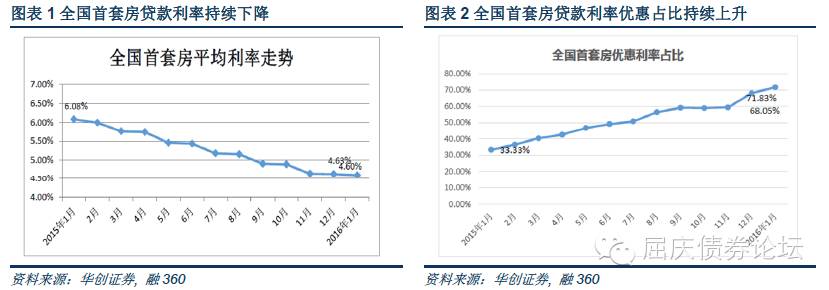 图表 1 全国首套房贷款利率持续下降
全国首套房平均利率走势
7.00%
6.50%
6.00%
5.50%
5.00%
4.50%
4.00%
6.08%
4.63%
4.60%
2015年1月
2月
3月
4月
5月
6月
7月
8月
9月
10月
11月
12月
2016年1月
资料来源：华创证券, 融 360
图表 2 全国首套房贷款利率优惠占比持续上升
全国首套房优惠利率占比
80.00%
70.00%
60.00%
50.00%
40.00%
30.00%
20.00%
10.00%
0.00%
33.33%
71.83%
68.05%
2015年1月
2月
3月
4月
5月
6月
7月
8月
9月
10月
11月
12月
2016年1月
屈庆债券论坛
资料来源：华创证券, 融 360